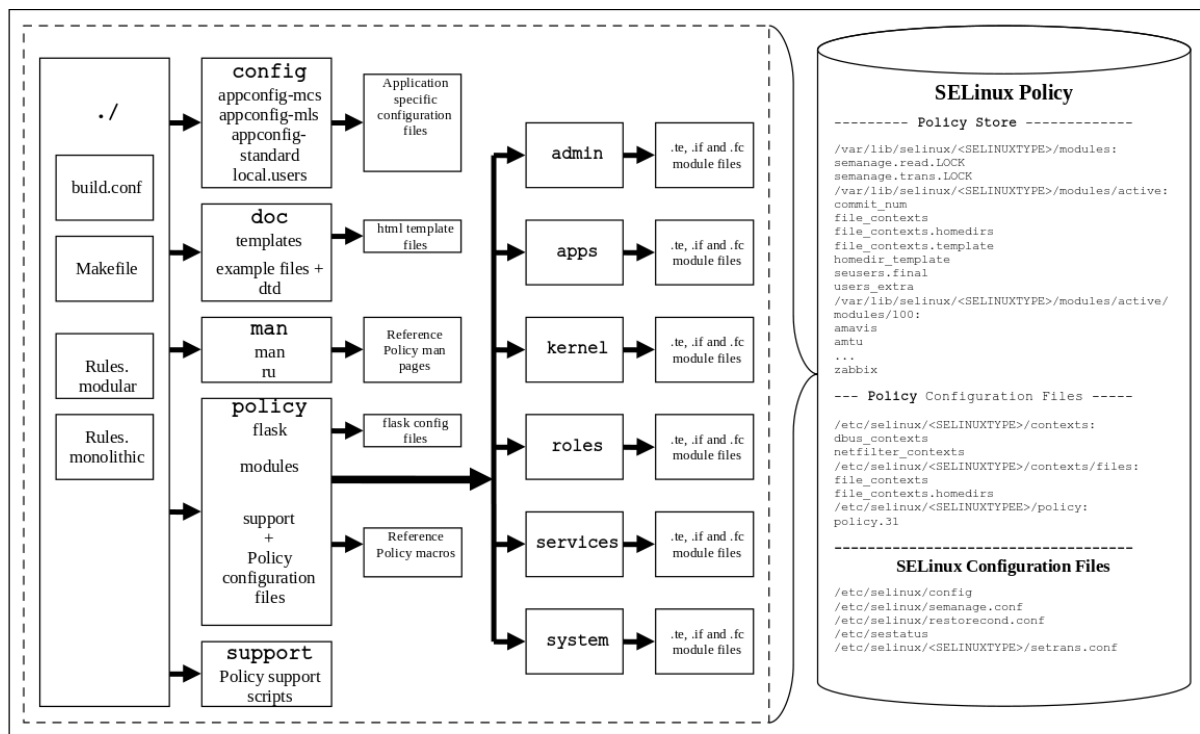 ./
build.conf
Makefile
Rules.
modular
Rules.
monolithic
config
appconfig-mcs
appconfig-mls
appconfig-
standard
local.users
Application
specific
configuration
files
doc
templates
example files +
dtd
html template
files
man
man
ru
Reference
Policy man
pages
policy
flask
modules
support
+
Policy
configuration
files
flask config
files
Reference
Policy macros
support
Policy support
scripts
admin
.te, .if and .fc
module files
apps
.te, .if and .fc
module files
kernel
.te, .if and .fc
module files
roles
.te, .if and .fc
module files
services
.te, .if and .fc
module files
system
.te, .if and .fc
module files
SELinux Policy
--------- Policy Store -------------
/var/lib/selinux/<SELINUXTYPE>/modules:
semanage.read.LOCK
semanage.trans.LOCK
/var/lib/selinux/<SELINUXTYPE>/modules/active:
commit_num
file_contexts
file_contexts.homedirs
file_contexts.template
homedir_template
seusers.final
users_extra
/var/lib/selinux/<SELINUXTYPE>/modules/active/
modules/100:
amavis
amtu
...
zabbix
--- Policy Configuration Files -----
/etc/selinux/<SELINUXTYPE>/contexts:
dbus_contexts
netfilter_contexts
/etc/selinux/<SELINUXTYPE>/contexts/files:
file_contexts
file_contexts.homedirs
/etc/selinux/<SELINUXTYPEE>/policy:
policy.31
------------------------------------
SELinux Configuration Files
/etc/selinux/config
/etc/selinux/semanage.conf
/etc/selinux/restorecond.conf
/etc/sestatus
/etc/selinux/<SELINUXTYPE>/setrans.conf